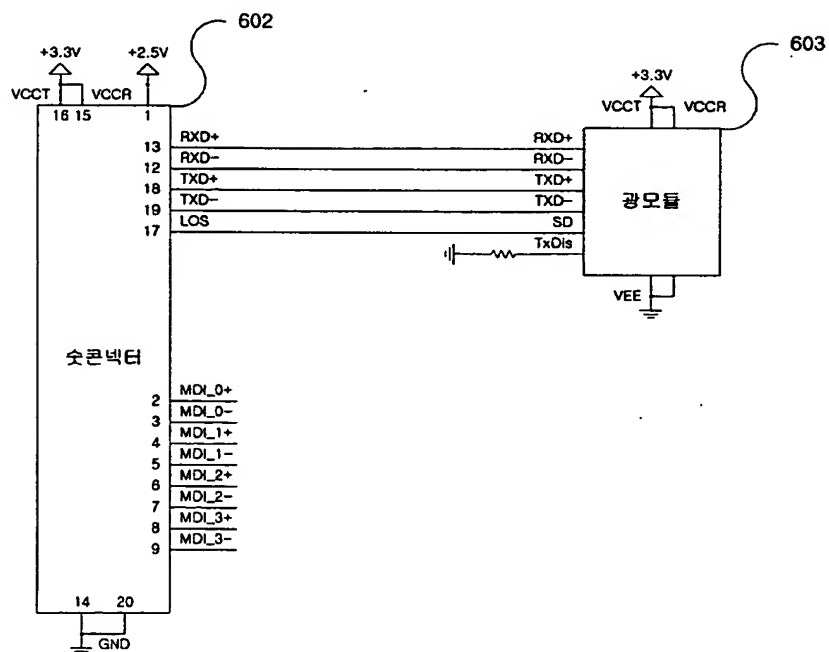 602
603
+3.3V
+2.5V
VCCT
VCCR
16 15
1
13
RXD+
12
RXD-
18
TXD+
19
TXD-
17
LOS
숫콘넥터
2
MDI_0+
3
MDI_0-
4
MDI_1+
5
MDI_1-
6
MDI_2+
7
MDI_2-
8
MDI_3+
9
MDI_3-
14
20
GND
+3.3V
VCCT
VCCR
RXD+
RXD-
TXD+
TXD-
SD
TxDis
광모듈
VEE